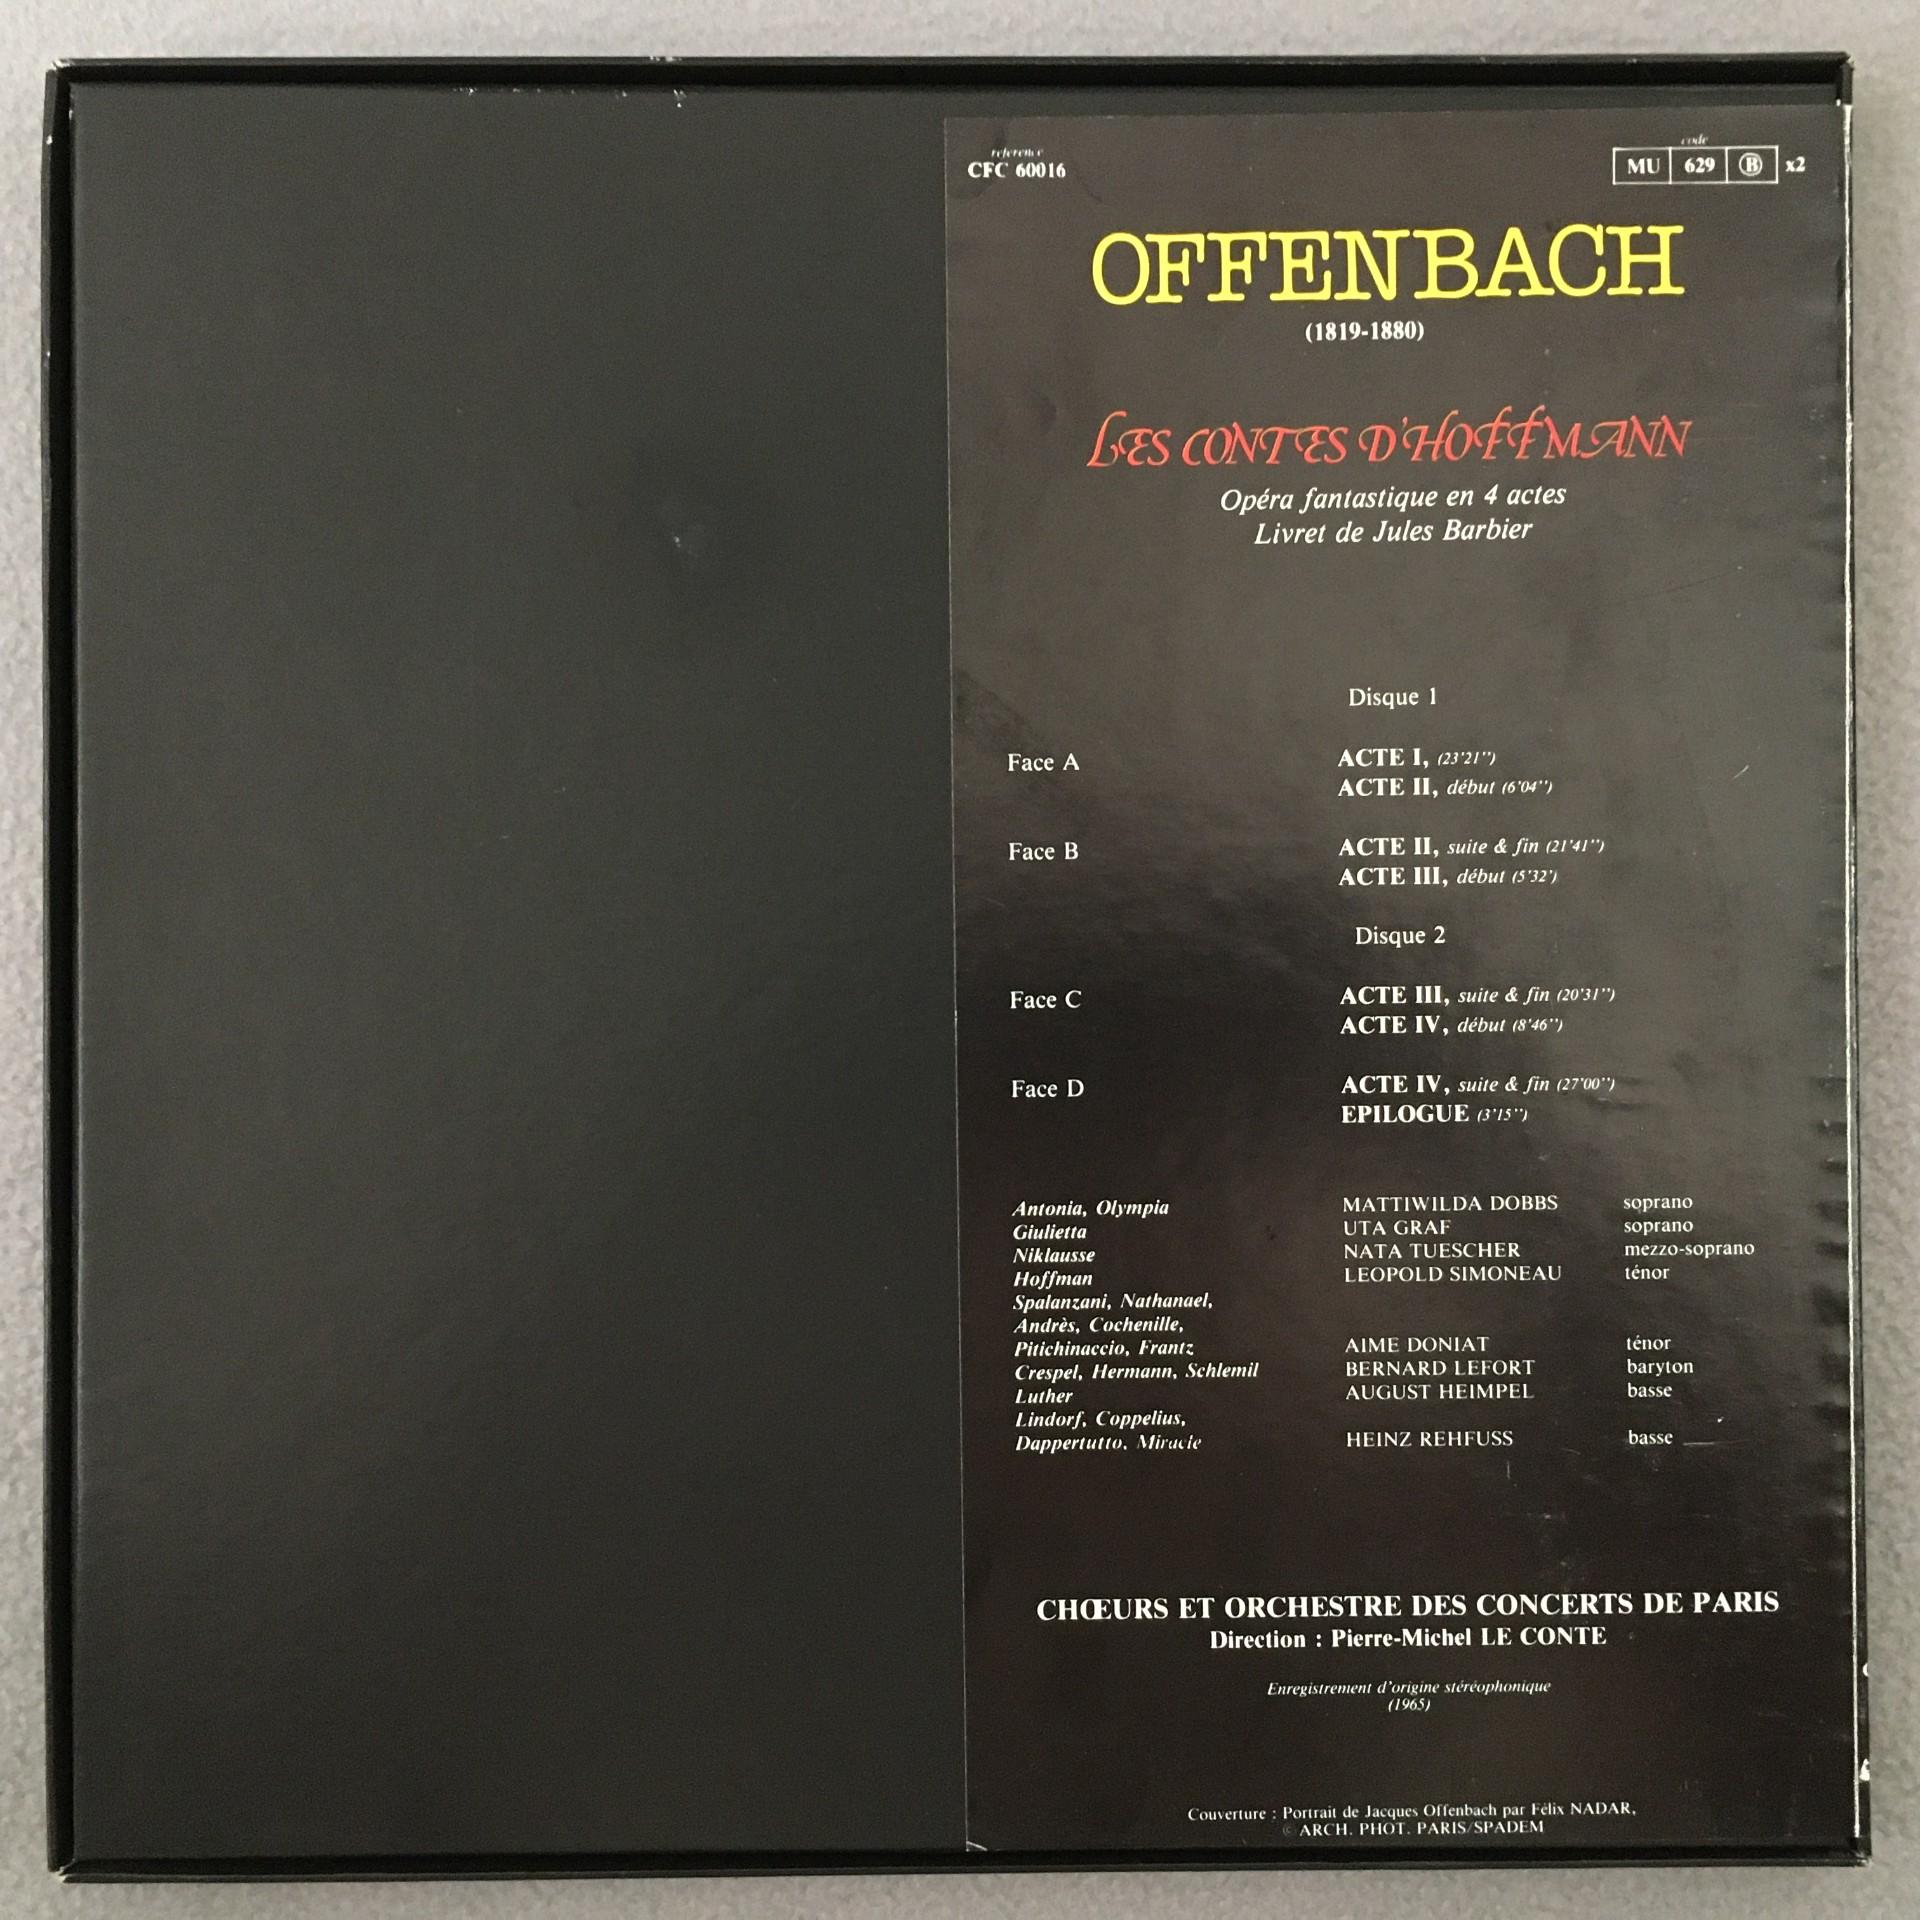 reference
CFC 60016
code
MU 629 B x2
OFFENBACH
(1819-1880)
LES CONTES D'HOFFMANN
Opéra fantastique en 4 actes
Livret de Jules Barbier
Disque 1
Face A ACTE I, (23'21'')
ACTE II, début (6'04'')
Face B ACTE II, suite & fin (21'41'')
ACTE III, début (5'32')
Disque 2
Face C ACTE III, suite & fin (20'31'')
ACTE IV, début (8'46'')
Face D ACTE IV, suite & fin (27'00'')
EPILOGUE (3'15'')
Antonia, Olympia MATTIWILDA DOBBS soprano
Giulietta UTA GRAF soprano
Niklausse NATA TUESCHER mezzo-soprano
Hoffman LEOPOLD SIMONEAU ténor
Spalanzani, Nathanael,
Andrès, Cochenille,
Pitichinaccio, Frantz AIME DONIAT ténor
Crespel, Hermann, Schlemil BERNARD LEFORT baryton
Luther AUGUST HEIMPEL basse
Lindorf, Coppelius,
Dappertutto, Miracle HEINZ REHFUSS basse
CHŒURS ET ORCHESTRE DES CONCERTS DE PARIS
Direction : Pierre-Michel LE CONTE
Enregistrement d'origine stéréophonique
(1965)
Couverture : Portrait de Jacques Offenbach par Félix NADAR,
© ARCH. PHOT. PARIS/SPADEM